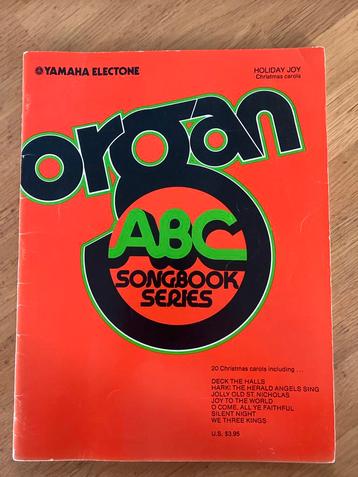 YAMAHA ELECTONE
HOLIDAY JOY
Christmas carols
organ
ABC
SONGBOOK
SERIES
20 Christmas carols including ...
DECK THE HALLS
HARK! THE HERALD ANGELS SING
JOLLY OLD ST. NICHOLAS
JOY TO THE WORLD
O COME, ALL YE FAITHFUL
SILENT NIGHT
WE THREE KINGS
U.S. $3.95